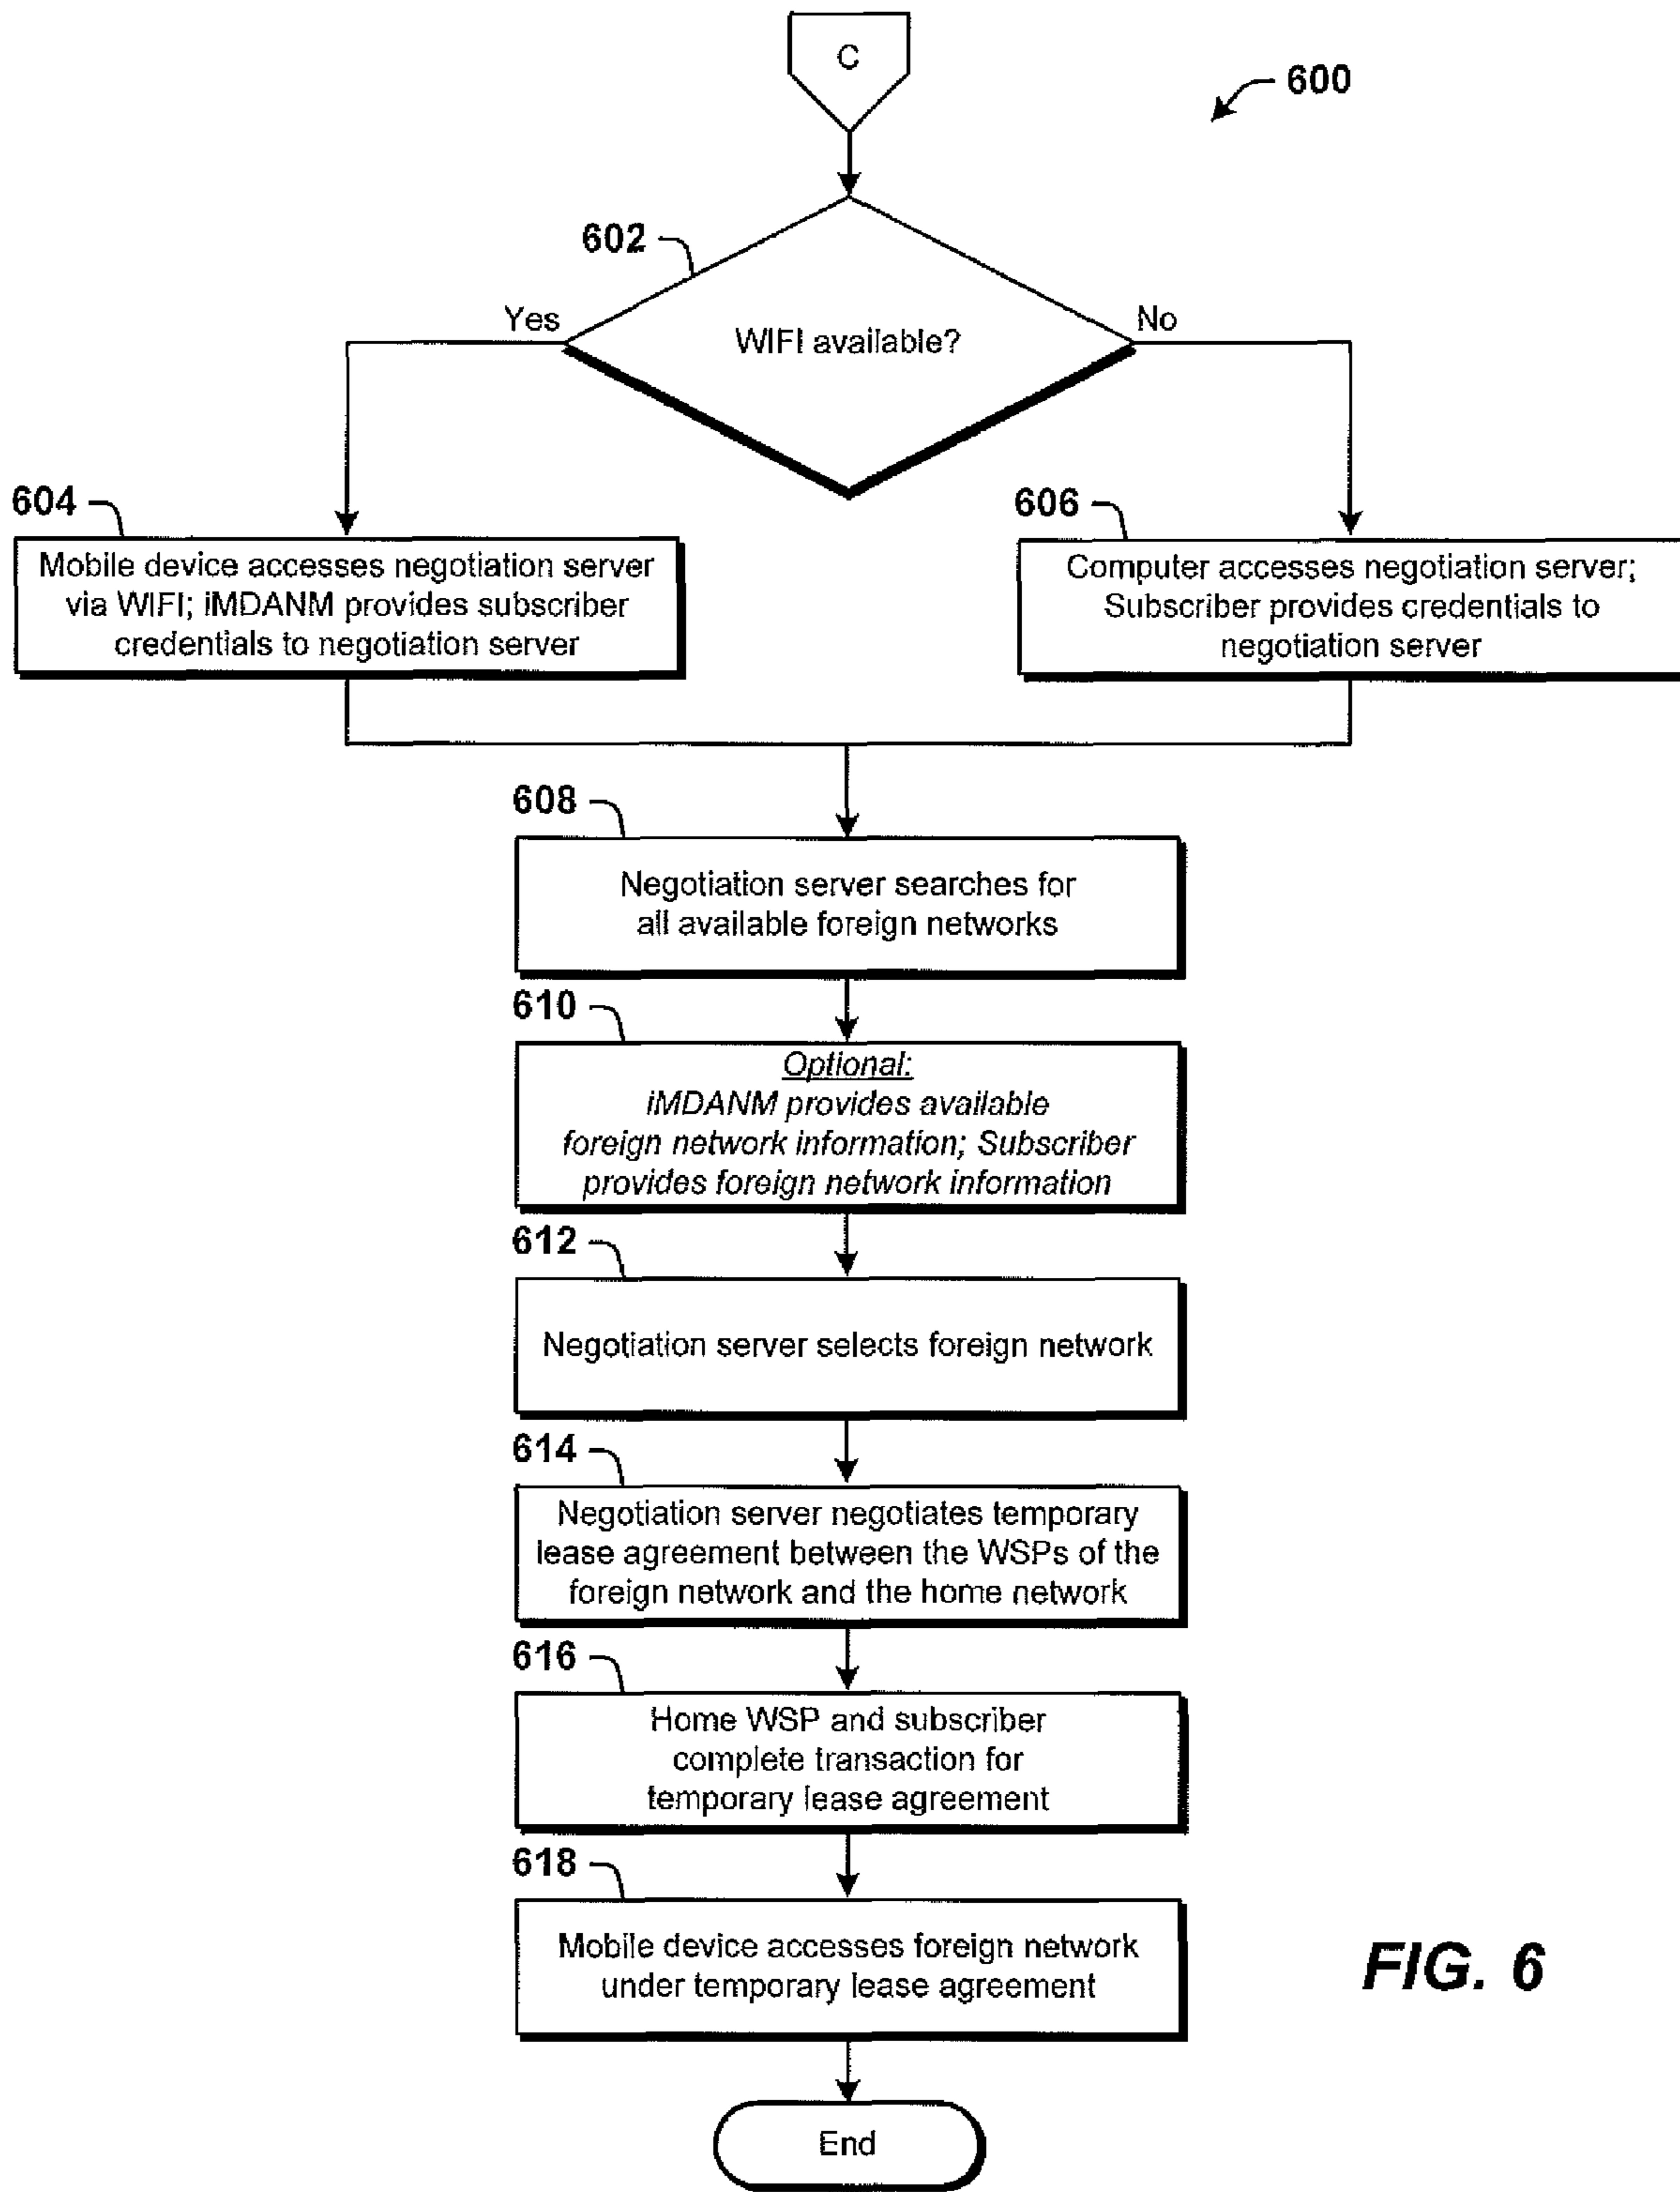 C
600
602
Yes
No
WIFI available?
604
606
Mobile device accesses negotiation server
via WIFI; iMDANM provides subscriber
credentials to negotiation server
Computer accesses negotiation server;
Subscriber provides credentials to
negotiation server
608
Negotiation server searches for
all available foreign networks
610
Optional:
iMDANM provides available
foreign network information; Subscriber
provides foreign network information
612
Negotiation server selects foreign network
614
Negotiation server negotiates temporary
lease agreement between the WSPs of the
foreign network and the home network
616
Home WSP and subscriber
complete transaction for
temporary lease agreement
618
Mobile device accesses foreign network
under temporary lease agreement
FIG. 6
End